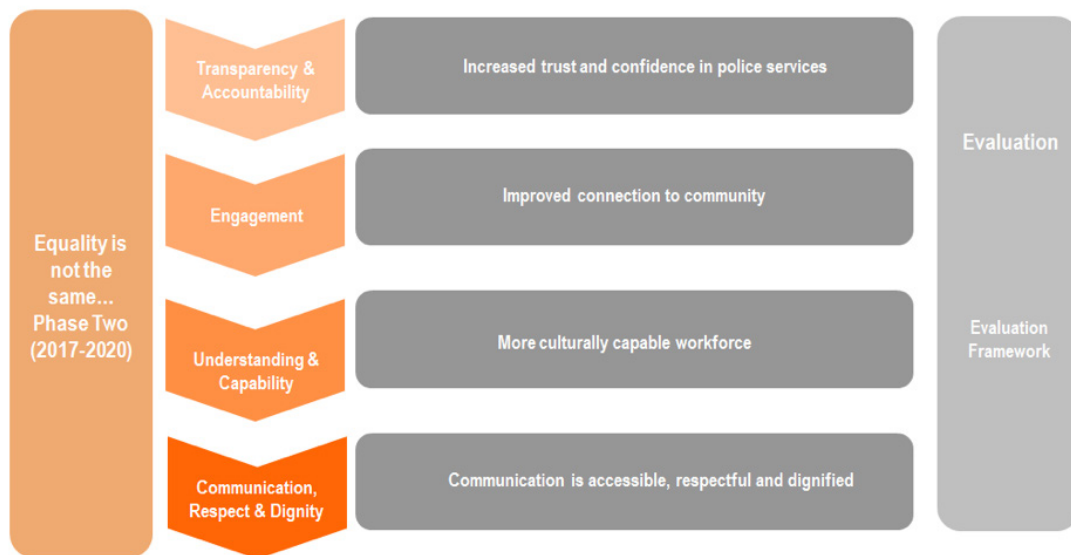 Equality is
not the
same...
Phase Two
(2017-2020)
Transparency &
Accountability
Increased trust and confidence in police services
Engagement
Improved connection to community
Understanding &
Capability
More culturally capable workforce
Communication,
Respect & Dignity
Communication is accessible, respectful and dignified
Evaluation
Evaluation
Framework